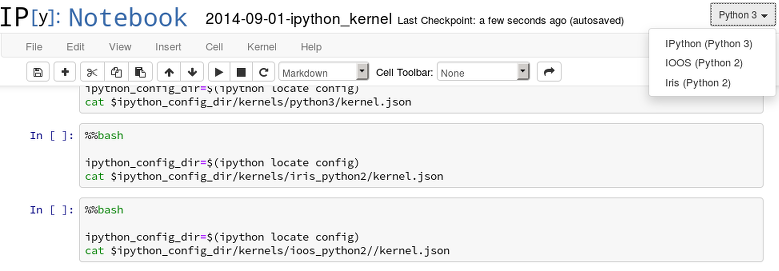 IP[y]: Notebook 2014-09-01-ipython_kernel Last Checkpoint: a few seconds ago (autosaved) Python 3
File Edit View Insert Cell Kernel Help
IPython (Python 3)
IOOS (Python 2)
Iris (Python 2)
Markdown Cell Toolbar: None
ipython_config_dir=$(ipython locate config)
cat $ipython_config_dir/kernels/python3/kernel.json
In [ ]: %%bash
ipython_config_dir=$(ipython locate config)
cat $ipython_config_dir/kernels/iris_python2/kernel.json
In [ ]: %%bash
ipython_config_dir=$(ipython locate config)
cat $ipython_config_dir/kernels/ioos_python2//kernel.json